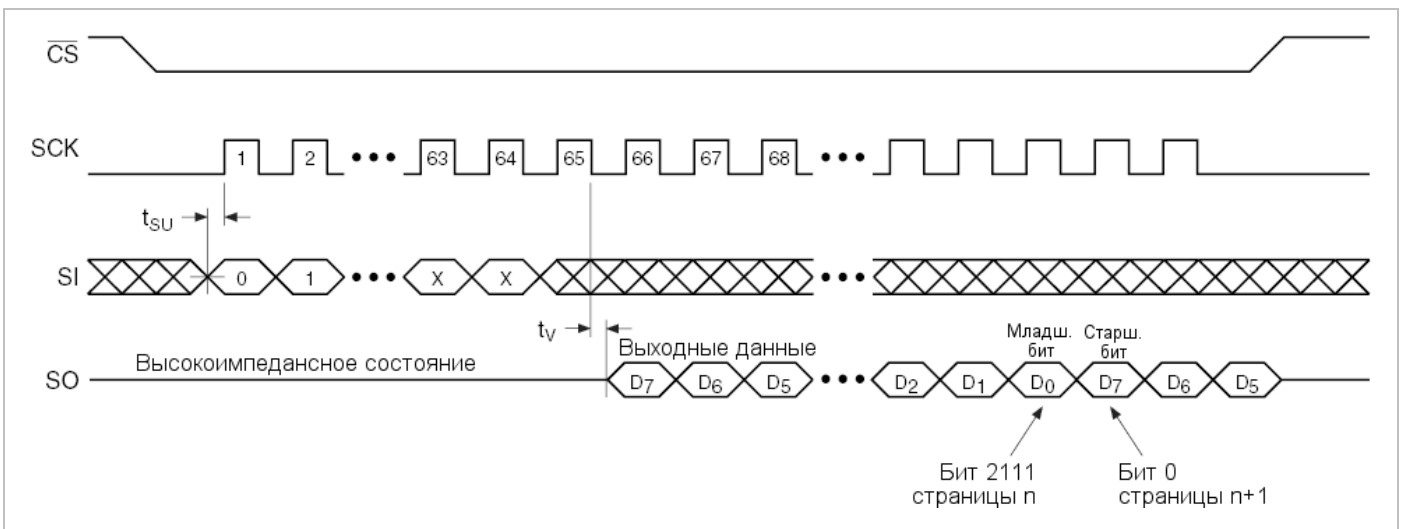 CS
SCK
1 2 ••• 63 64 65 66 67 68 •••
tSU
SI
0 1 ••• X X •••
tV
Высокоимпедансное состояние
Выходные данные
Младш. бит
Старш. бит
SO
D7 D6 D5 ••• D2 D1 D0 D7 D6 D5
Бит 2111
страницы n
Бит 0
страницы n+1